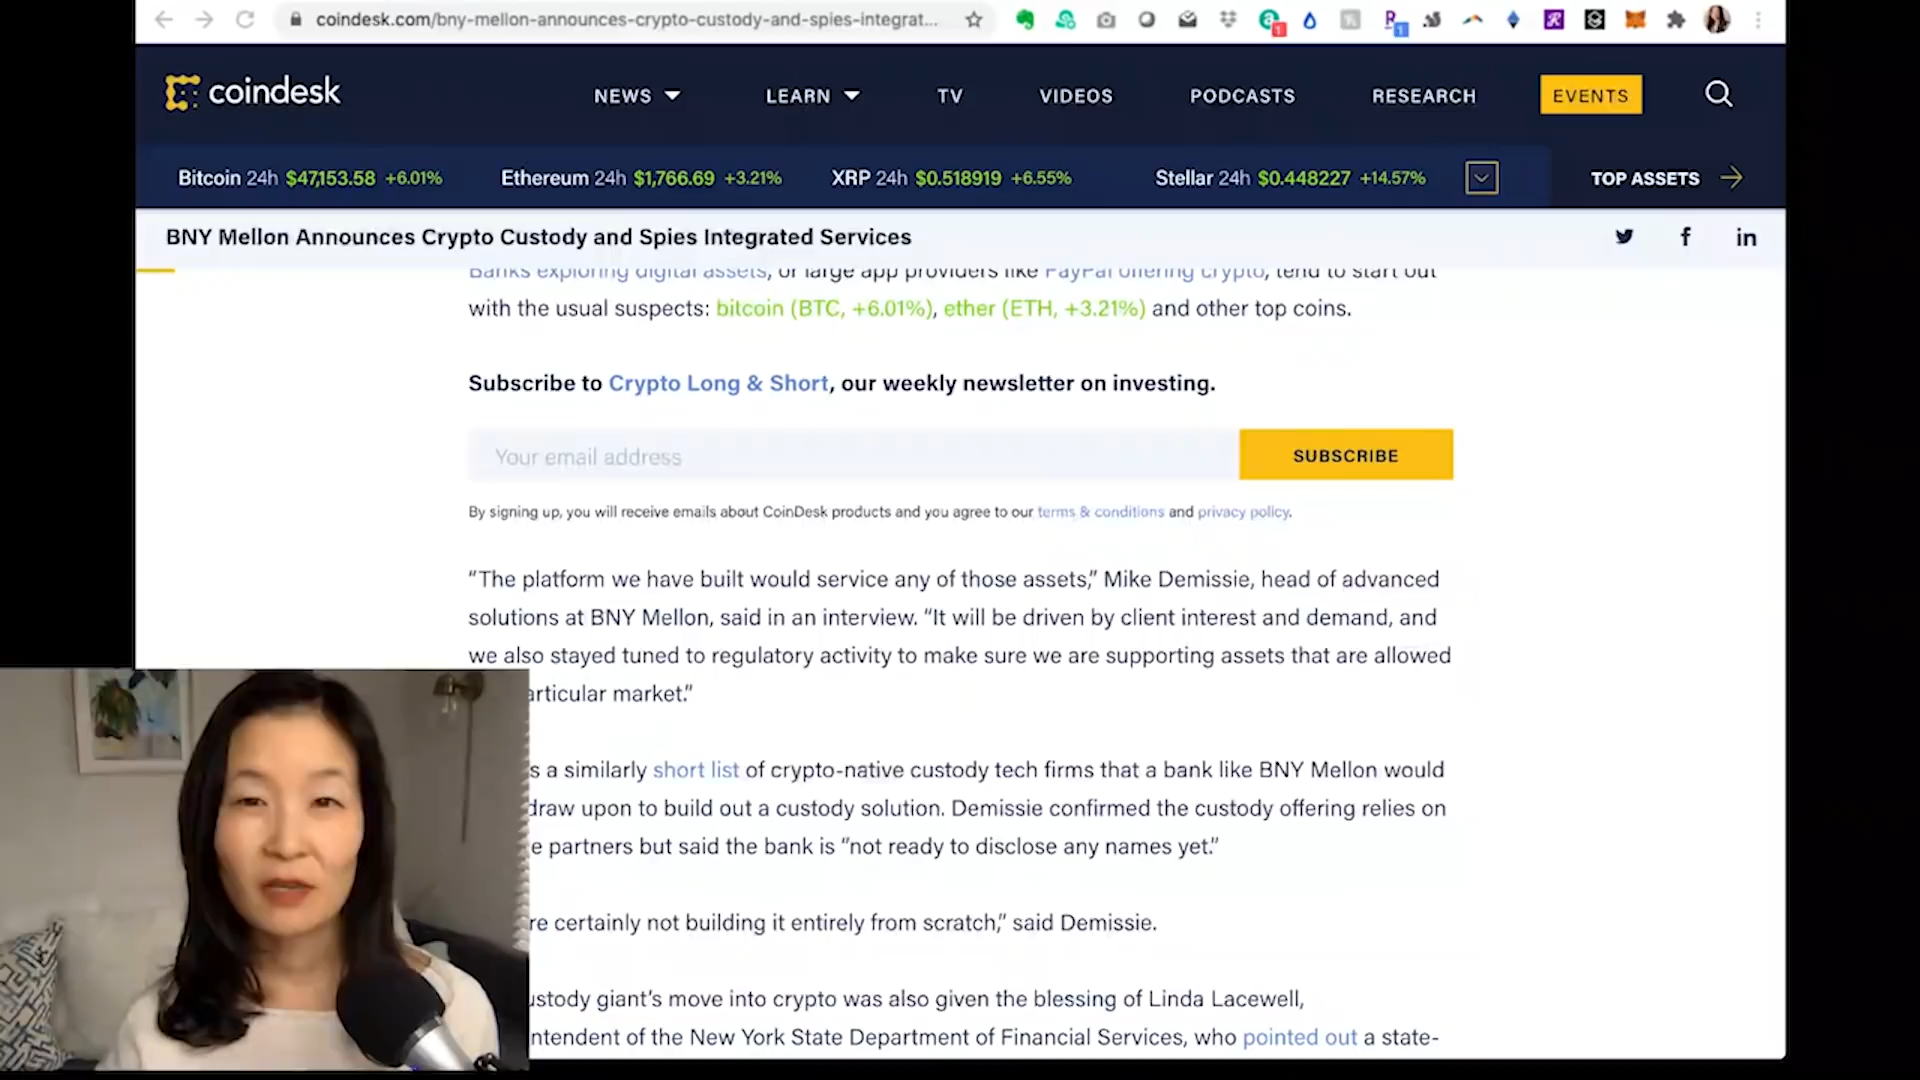 coindesk.com/bny-mellon-announces-crypto-custody-and-spies-integrat...
coindesk
NEWS LEARN TV VIDEOS PODCASTS RESEARCH EVENTS
Bitcoin 24h $47,153.58 +6.01% Ethereum 24h $1,766.69 +3.21% XRP 24h $0.518919 +6.55% Stellar 24h $0.448227 +14.57% TOP ASSETS
BNY Mellon Announces Crypto Custody and Spies Integrated Services
Banks exploring digital assets, or large app providers like PayPal offering crypto, tend to start out
with the usual suspects: bitcoin (BTC, +6.01%), ether (ETH, +3.21%) and other top coins.
Subscribe to Crypto Long & Short, our weekly newsletter on investing.
Your email address SUBSCRIBE
By signing up, you will receive emails about CoinDesk products and you agree to our terms & conditions and privacy policy.
“The platform we have built would service any of those assets,” Mike Demissie, head of advanced
solutions at BNY Mellon, said in an interview. “It will be driven by client interest and demand, and
we also stayed tuned to regulatory activity to make sure we are supporting assets that are allowed
articular market.”
s a similarly short list of crypto-native custody tech firms that a bank like BNY Mellon would
draw upon to build out a custody solution. Demissie confirmed the custody offering relies on
e partners but said the bank is “not ready to disclose any names yet.”
re certainly not building it entirely from scratch,” said Demissie.
ustody giant’s move into crypto was also given the blessing of Linda Lacewell,
ntendent of the New York State Department of Financial Services, who pointed out a state-